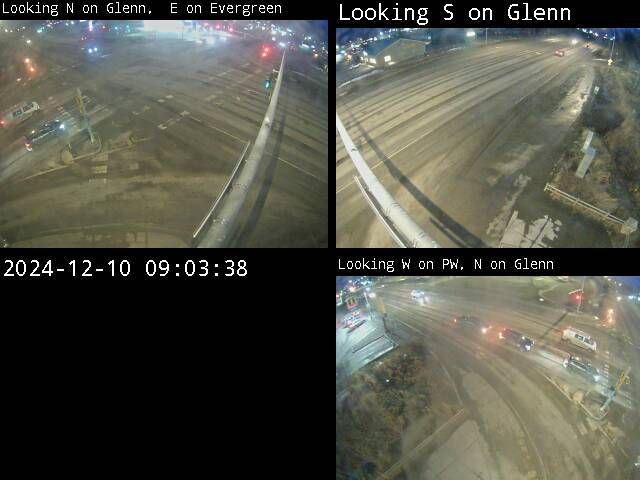 Looking N on Glenn, E on Evergreen
Looking S on Glenn
2024-12-10 09:03:38
Looking W on PW, N on Glenn